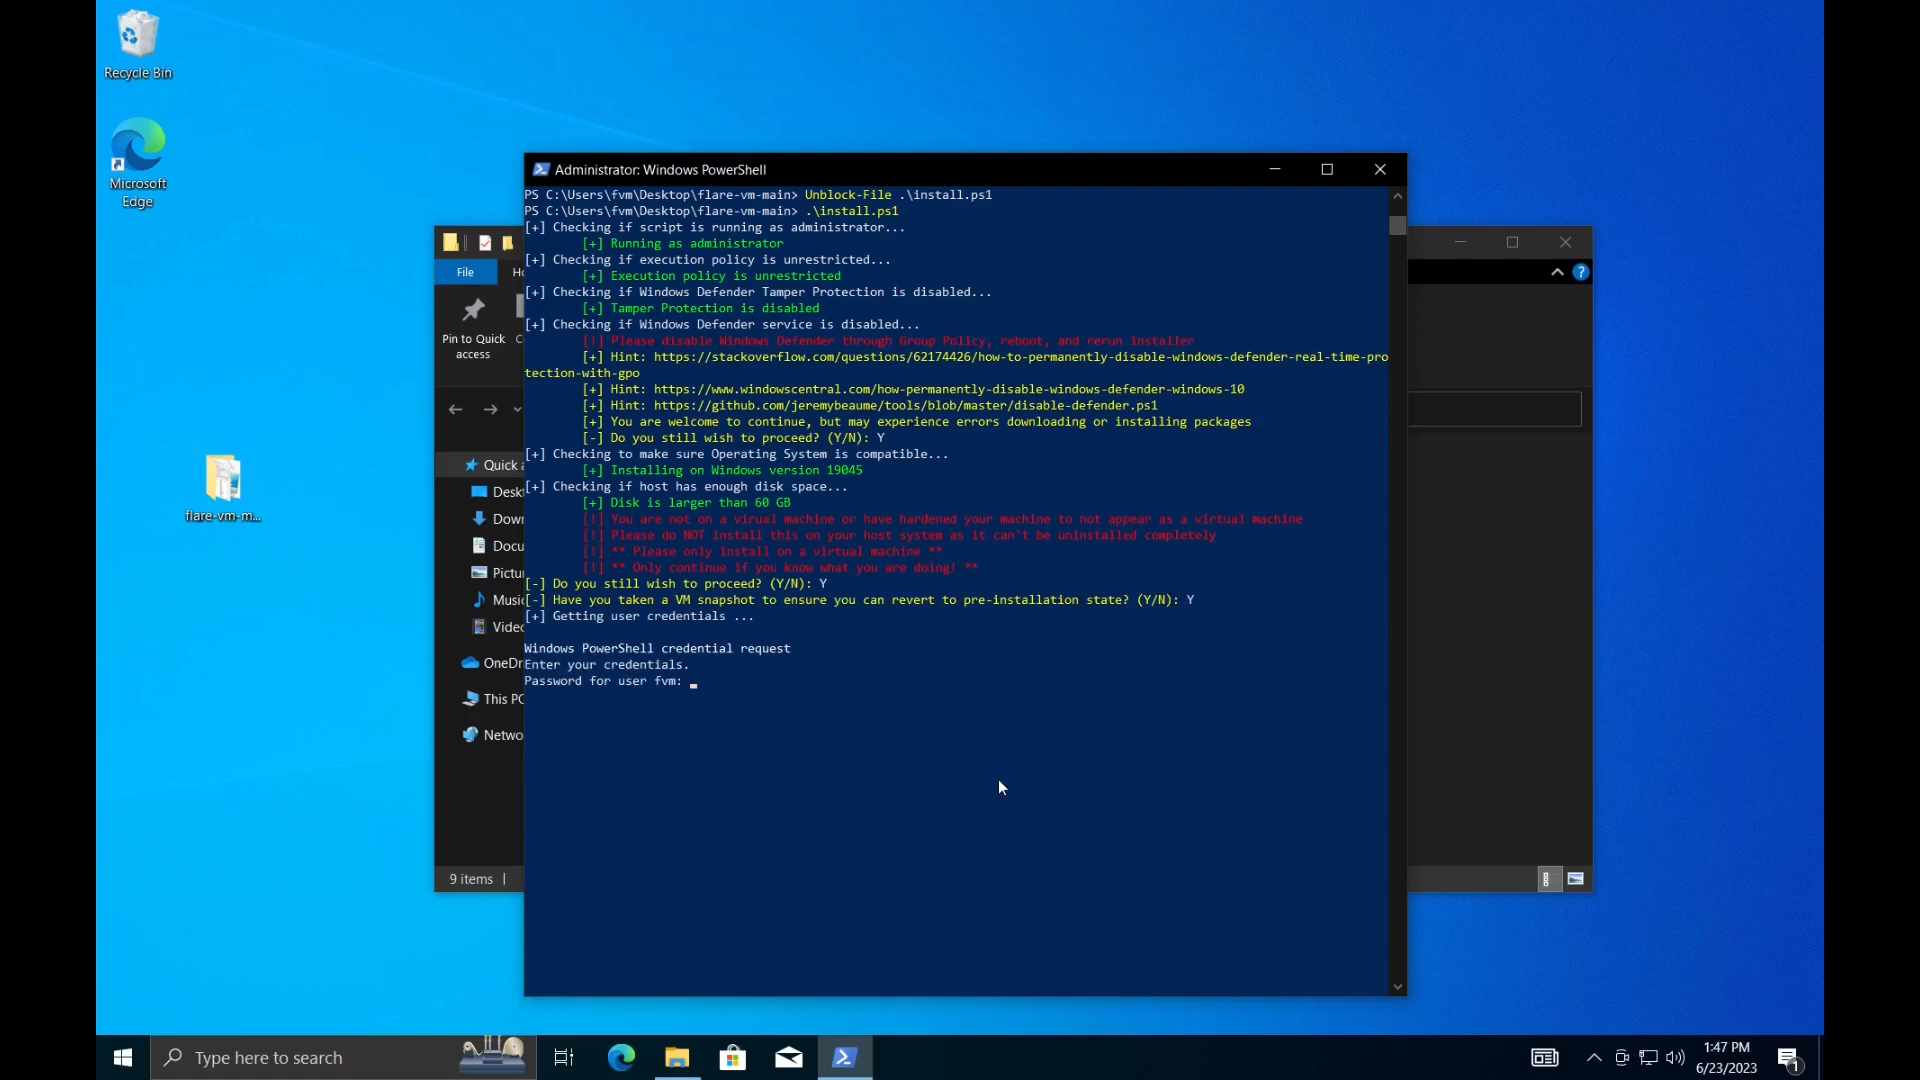 Recycle Bin
Microsoft
Edge
flare-vm-m...
Administrator: Windows PowerShell
PS C:\Users\fvm\Desktop\flare-vm-main> Unblock-File .\install.ps1
PS C:\Users\fvm\Desktop\flare-vm-main> .\install.ps1
[+] Checking if script is running as administrator...
[+] Running as administrator
[+] Checking if execution policy is unrestricted...
[+] Execution policy is unrestricted
[+] Checking if Windows Defender Tamper Protection is disabled...
[+] Tamper Protection is disabled
[+] Checking if Windows Defender service is disabled...
[!] Please disable Windows Defender through Group Policy, reboot, and rerun installer
[+] Hint: https://stackoverflow.com/questions/62174426/how-to-permanently-disable-windows-defender-real-time-pro
tection-with-gpo
[+] Hint: https://www.windowscentral.com/how-permanently-disable-windows-defender-windows-10
[+] Hint: https://github.com/jeremybeaume/tools/blob/master/disable-defender.ps1
[+] You are welcome to continue, but may experience errors downloading or installing packages
[-] Do you still wish to proceed? (Y/N): Y
[+] Checking to make sure Operating System is compatible...
[+] Installing on Windows version 19045
[+] Checking if host has enough disk space...
[+] Disk is larger than 60 GB
[!] You are not on a virual machine or have hardened your machine to not appear as a virtual machine
[!] Please do NOT install this on your host system as it can't be uninstalled completely
[!] ** Please only install on a virtual machine **
[!] ** Only continue if you know what you are doing! **
[-] Do you still wish to proceed? (Y/N): Y
[-] Have you taken a VM snapshot to ensure you can revert to pre-installation state? (Y/N): Y
[+] Getting user credentials ...
Windows PowerShell credential request
Enter your credentials.
Password for user fvm:
File
Ho
Pin to Quick
access
C
Quick a
Desk
Down
Docu
Pictu
Music
Video
OneDr
This PC
Netwo
9 items
Type here to search
1:47 PM
6/23/2023
1